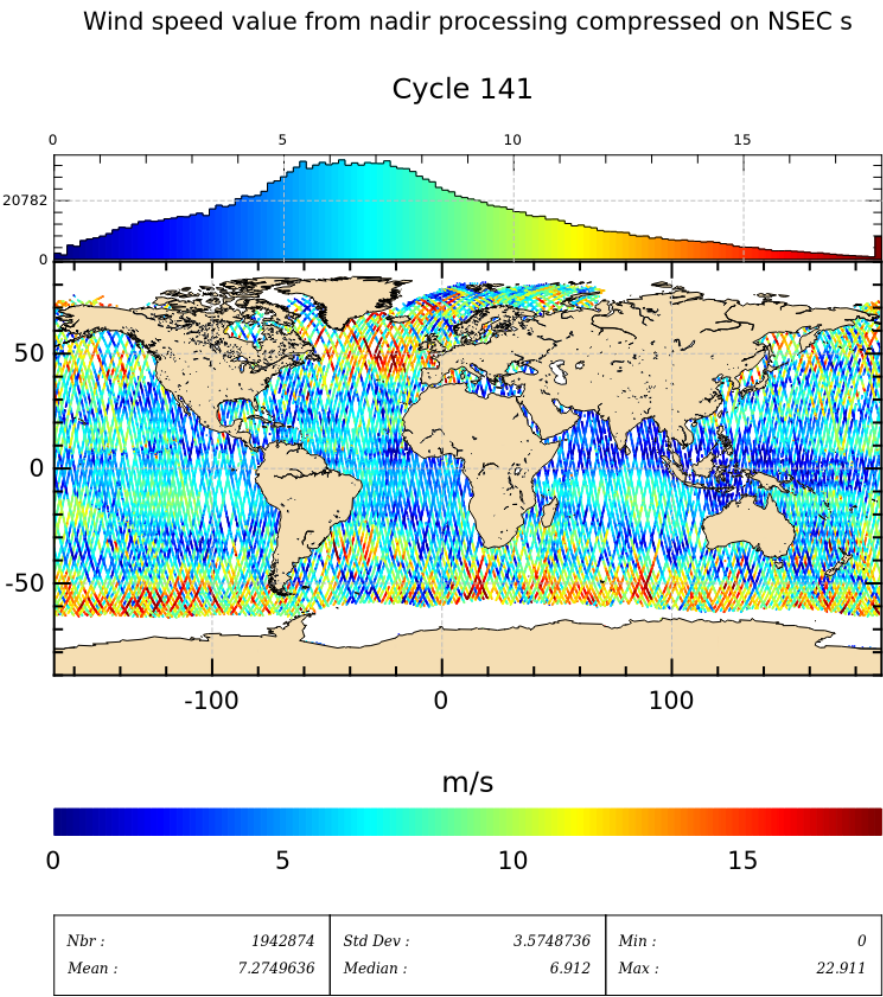 Wind speed value from nadir processing compressed on NSEC s
Cycle 141
0 5 10 15
20782
0
50
0
-50
-100 0 100
m/s
0 5 10 15
Nbr : 1942874 Std Dev : 3.5748736 Min : 0
Mean : 7.2749636 Median : 6.912 Max : 22.911